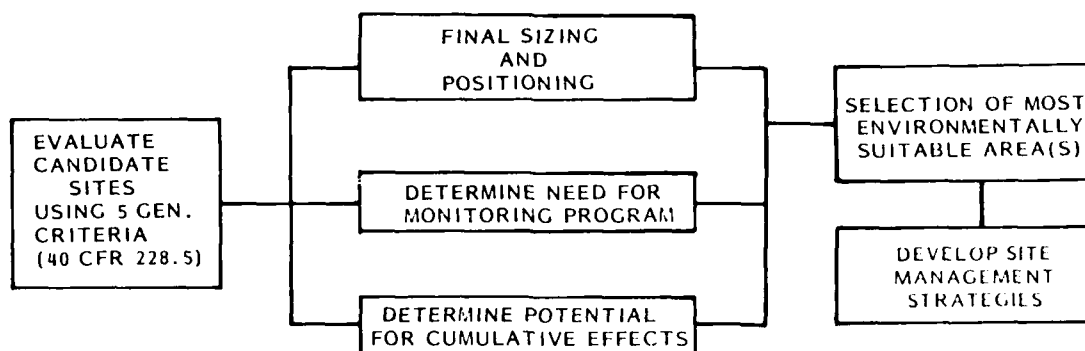 EVALUATE
CANDIDATE
SITES
USING 5 GEN.
CRITERIA
(40 CFR 228.5)
FINAL SIZING
AND
POSITIONING
DETERMINE NEED FOR
MONITORING PROGRAM
DETERMINE POTENTIAL
FOR CUMULATIVE EFFECTS
SELECTION OF MOST
ENVIRONMENTALLY
SUITABLE AREA(S)
DEVELOP SITE
MANAGEMENT
STRATEGIES